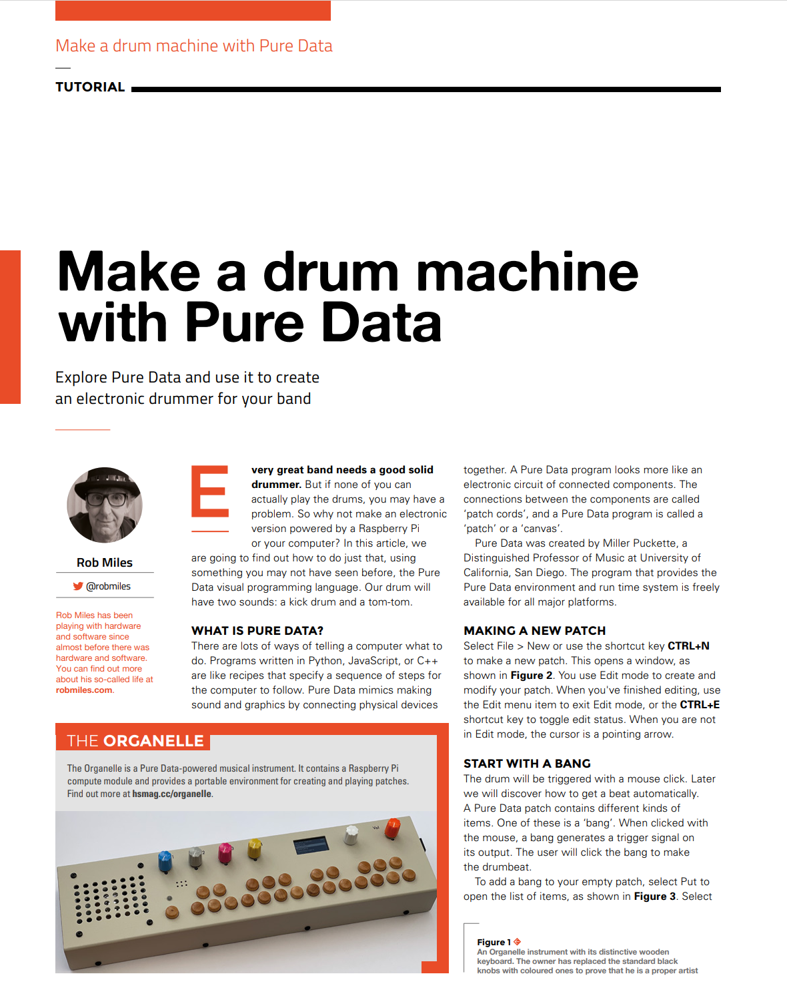 Make a drum machine with Pure Data
TUTORIAL
Make a drum machine
with Pure Data
Explore Pure Data and use it to create
an electronic drummer for your band
Rob Miles
@robmiles
Rob Miles has been
playing with hardware
and software since
almost before there was
hardware and software.
You can find out more
about his so-called life at
robmiles.com.
Every great band needs a good solid
drummer. But if none of you can
actually play the drums, you may have a
problem. So why not make an electronic
version powered by a Raspberry Pi
or your computer? In this article, we
are going to find out how to do just that, using
something you may not have seen before, the Pure
Data visual programming language. Our drum will
have two sounds: a kick drum and a tom-tom.
WHAT IS PURE DATA?
There are lots of ways of telling a computer what to
do. Programs written in Python, JavaScript, or C++
are like recipes that specify a sequence of steps for
the computer to follow. Pure Data mimics making
sound and graphics by connecting physical devices
together. A Pure Data program looks more like an
electronic circuit of connected components. The
connections between the components are called
‘patch cords’, and a Pure Data program is called a
‘patch’ or a ‘canvas’.
Pure Data was created by Miller Puckette, a
Distinguished Professor of Music at University of
California, San Diego. The program that provides the
Pure Data environment and run time system is freely
available for all major platforms.
MAKING A NEW PATCH
Select File > New or use the shortcut key CTRL+N
to make a new patch. This opens a window, as
shown in Figure 2. You use Edit mode to create and
modify your patch. When you've finished editing, use
the Edit menu item to exit Edit mode, or the CTRL+E
shortcut key to toggle edit status. When you are not
in Edit mode, the cursor is a pointing arrow.
START WITH A BANG
The drum will be triggered with a mouse click. Later
we will discover how to get a beat automatically.
A Pure Data patch contains different kinds of
items. One of these is a ‘bang’. When clicked with
the mouse, a bang generates a trigger signal on
its output. The user will click the bang to make
the drumbeat.
To add a bang to your empty patch, select Put to
open the list of items, as shown in Figure 3. Select
THE ORGANELLE
The Organelle is a Pure Data-powered musical instrument. It contains a Raspberry Pi
compute module and provides a portable environment for creating and playing patches.
Find out more at hsmag.cc/organelle.
Vol
Figure 1
An Organelle instrument with its distinctive wooden
keyboard. The owner has replaced the standard black
knobs with coloured ones to prove that he is a proper artist